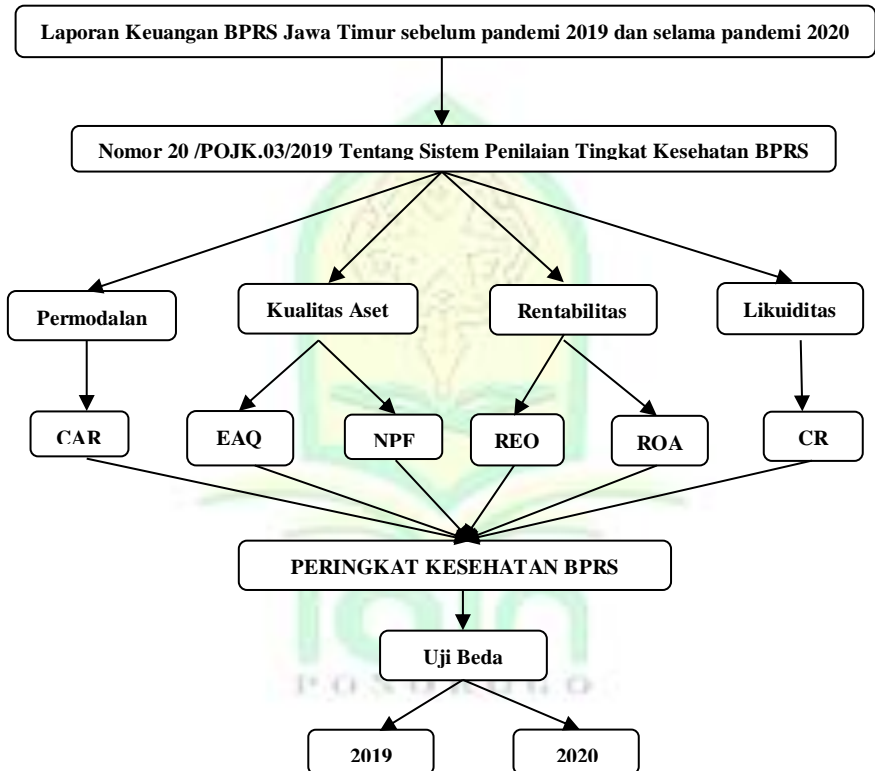 Laporan Keuangan BPRS Jawa Timur sebelum pandemi 2019 dan selama pandemi 2020
Nomor 20 /POJK.03/2019 Tentang Sistem Penilaian Tingkat Kesehatan BPRS
Permodalan
Kualitas Aset
Rentabilitas
Likuiditas
CAR
EAQ
NPF
REO
ROA
CR
PERINGKAT KESEHATAN BPRS
iain
Uji Beda
PONOROGO
2019
2020